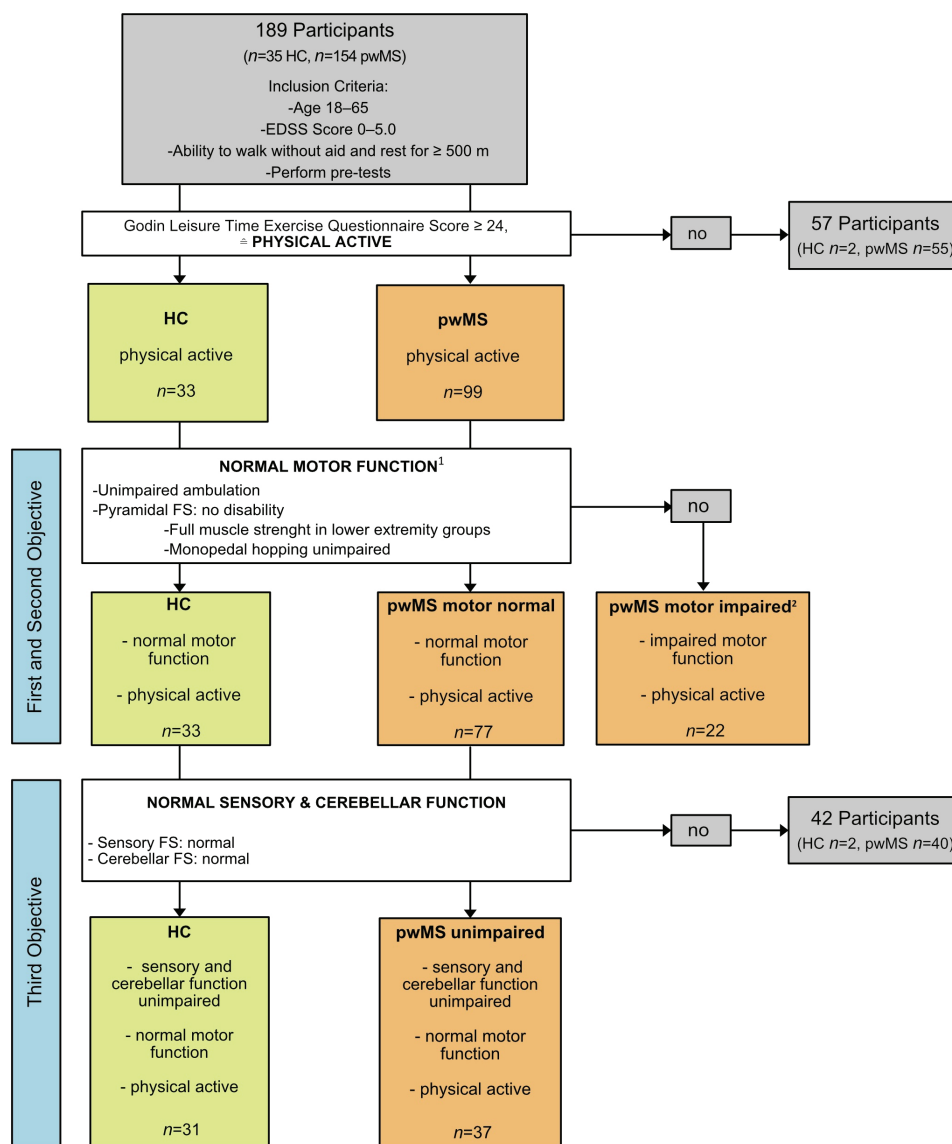 189 Participants
(n=35 HC, n=154 pwMS)
Inclusion Criteria:
-Age 18–65
-EDSS Score 0–5.0
-Ability to walk without aid and rest for ≥ 500 m
-Perform pre-tests
Godin Leisure Time Exercise Questionnaire Score ≥ 24,
≙ PHYSICAL ACTIVE
no
57 Participants
(HC n=2, pwMS n=55)
HC
physical active
n=33
pwMS
physical active
n=99
First and Second Objective
NORMAL MOTOR FUNCTION¹
-Unimpaired ambulation
-Pyramidal FS: no disability
-Full muscle strenght in lower extremity groups
-Monopedal hopping unimpaired
no
HC
- normal motor
function
- physical active
n=33
pwMS motor normal
- normal motor
function
- physical active
n=77
pwMS motor impaired²
- impaired motor
function
- physical active
n=22
Third Objective
NORMAL SENSORY & CEREBELLAR FUNCTION
- Sensory FS: normal
- Cerebellar FS: normal
no
42 Participants
(HC n=2, pwMS n=40)
HC
- sensory and
cerebellar function
unimpaired
- normal motor
function
- physical active
n=31
pwMS unimpaired
- sensory and
cerebellar function
unimpaired
- normal motor
function
- physical active
n=37